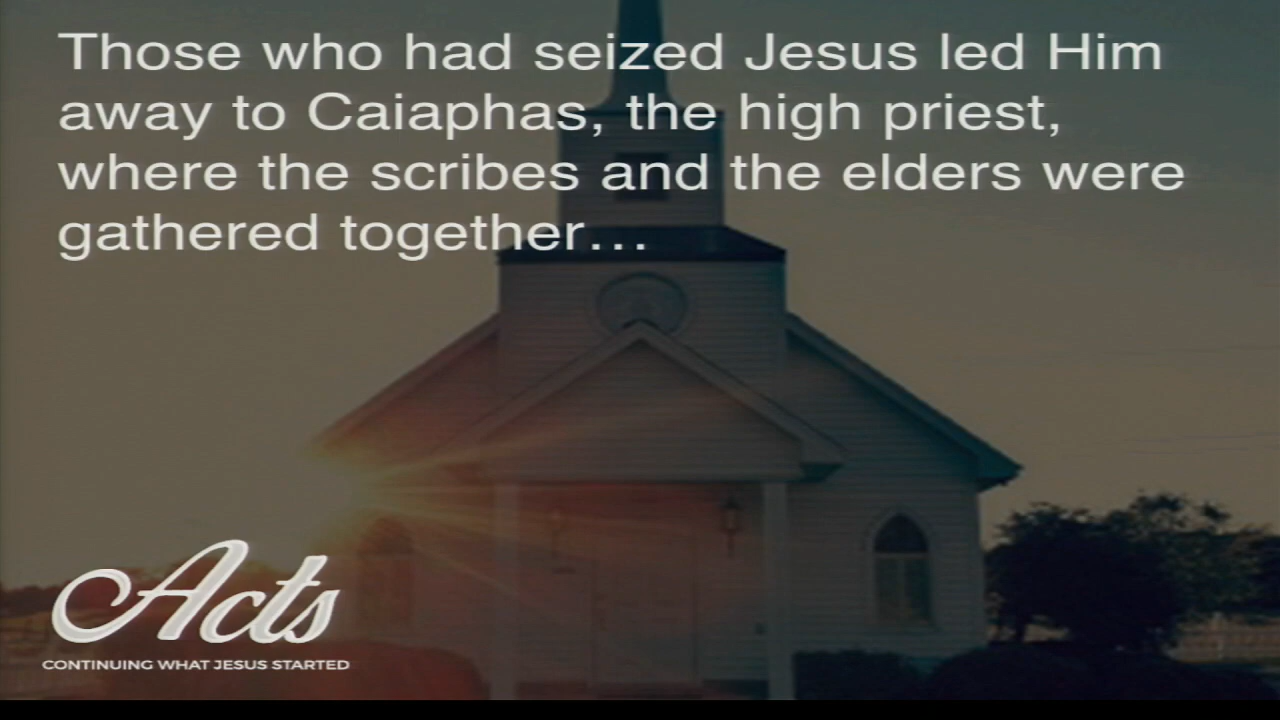 Those who had seized Jesus led Him
away to Caiaphas, the high priest,
where the scribes and the elders were
gathered together…
Acts
CONTINUING WHAT JESUS STARTED